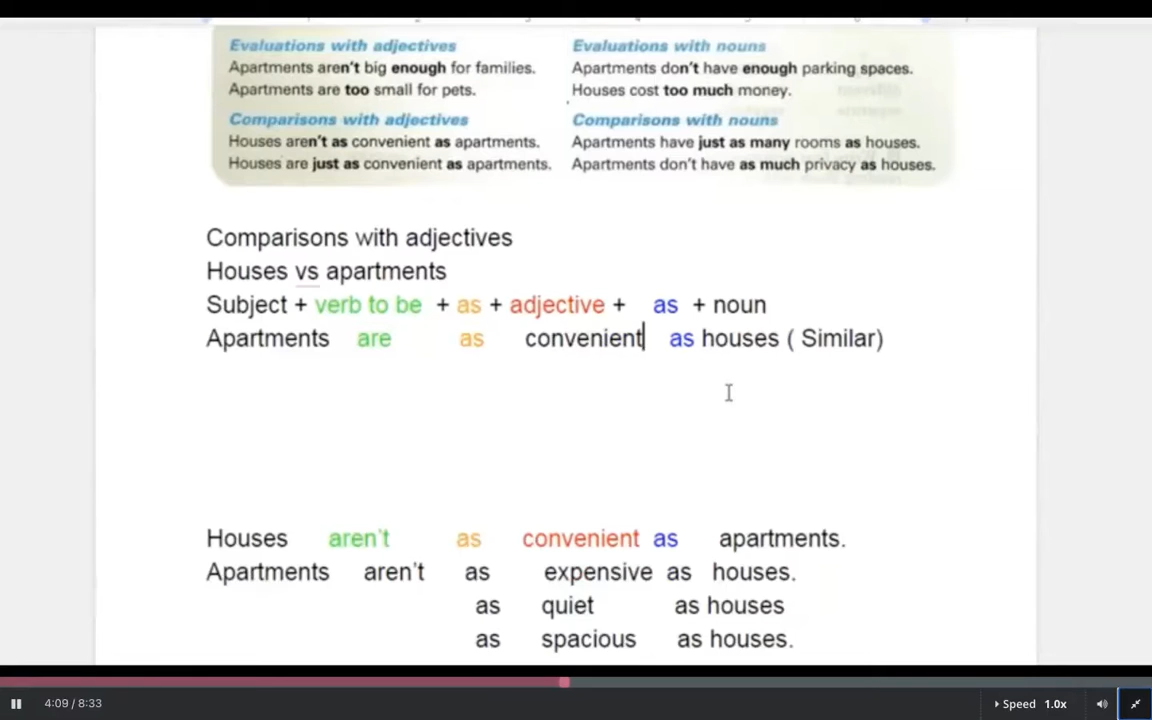 Evaluations with adjectives
Apartments aren't big enough for families.
Apartments are too small for pets.
Comparisons with adjectives
Houses aren't as convenient as apartments.
Houses are just as convenient as apartments.
Evaluations with nouns
Apartments don't have enough parking spaces.
Houses cost too much money.
Comparisons with nouns
Apartments have just as many rooms as houses.
Apartments don't have as much privacy as houses.
Comparisons with adjectives
Houses vs apartments
Subject + verb to be + as + adjective + as + noun
Apartments are as convenient as houses ( Similar)
Houses aren't as convenient as apartments.
Apartments aren't as expensive as houses.
as quiet as houses
as spacious as houses.
4:09 / 8:33
Speed 1.0x